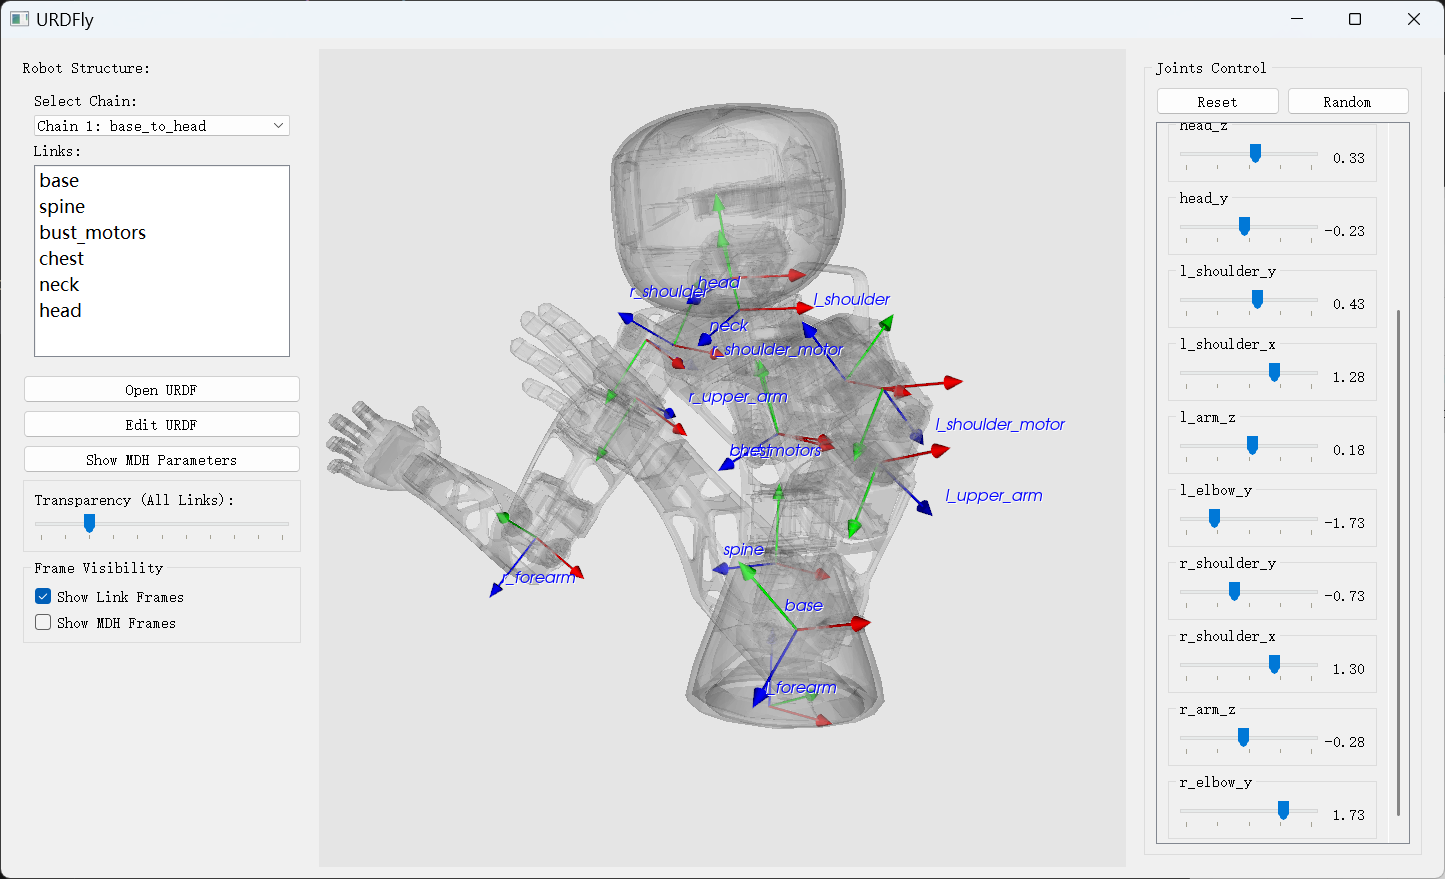 URDFly
Robot Structure:
Select Chain:
Chain 1: base_to_head
Links:
base
spine
bust_motors
chest
neck
head
Open URDF
Edit URDF
Show MDH Parameters
Transparency (All Links):
Frame Visibility
Show Link Frames
Show MDH Frames
head
r_shoulder
l_shoulder
neck
r_shoulder_motor
r_upper_arm
l_shoulder_motor
l_upper_arm
spine
r_forearm
base
l_forearm
Joints Control
Reset
Random
head_z
0.33
head_y
-0.23
l_shoulder_y
0.43
l_shoulder_x
1.28
l_arm_z
0.18
l_elbow_y
-1.73
r_shoulder_y
-0.73
r_shoulder_x
1.30
r_arm_z
-0.28
r_elbow_y
1.73